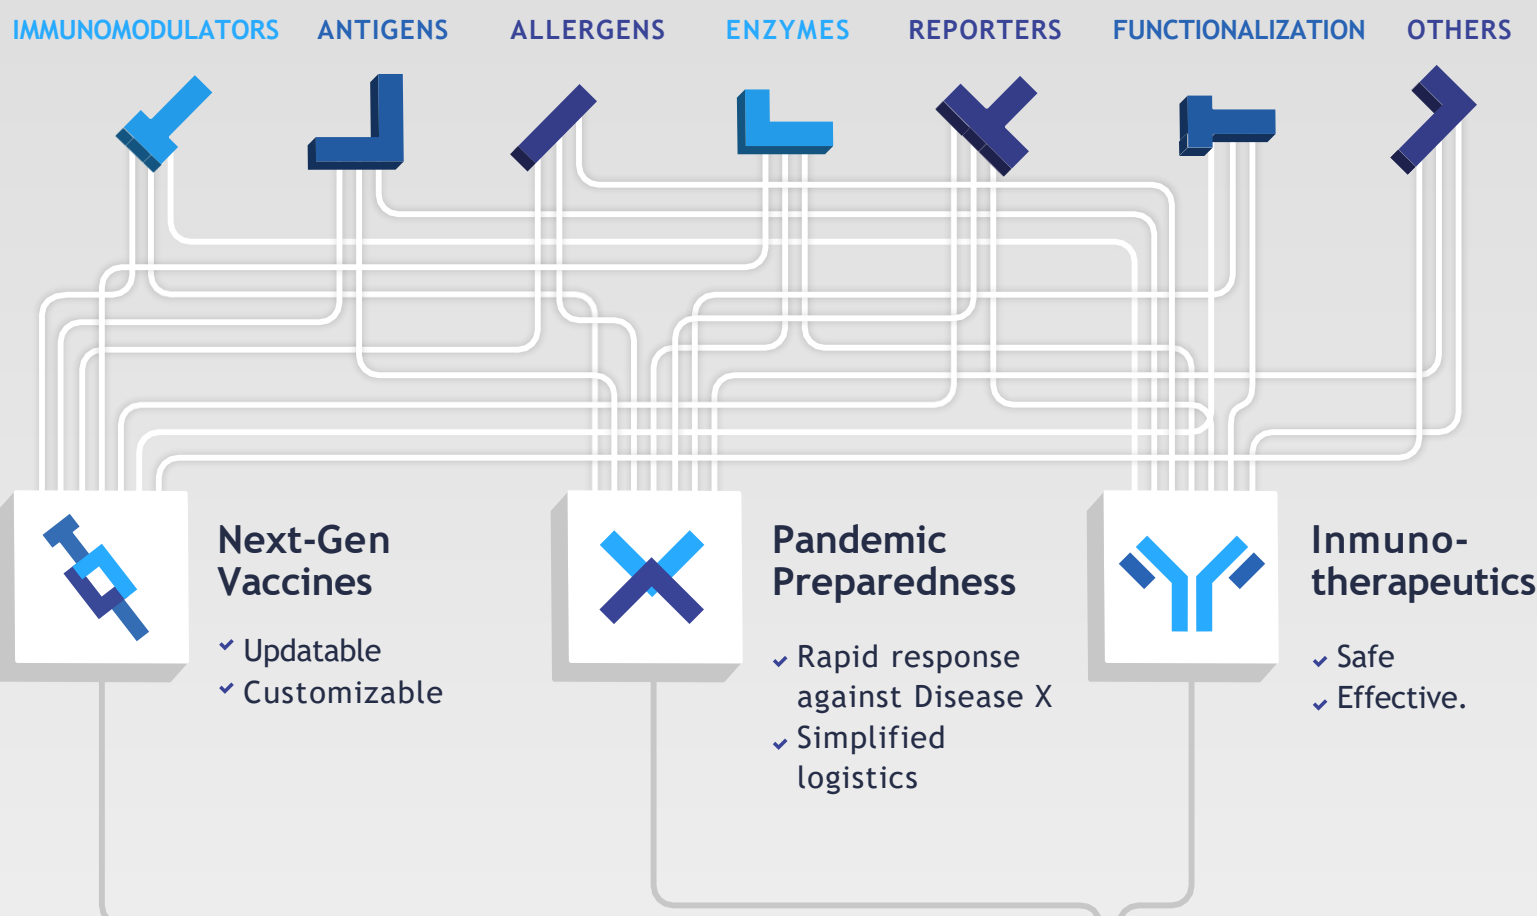 IMMUNOMODULATORS ANTIGENS ALLERGENS ENZYMES REPORTERS FUNCTIONALIZATION OTHERS
Next-Gen
Vaccines
Updatable
Customizable
Pandemic
Preparedness
Rapid response
against Disease X
Simplified
logistics
Inmuno-
therapeutics
Safe
Effective.